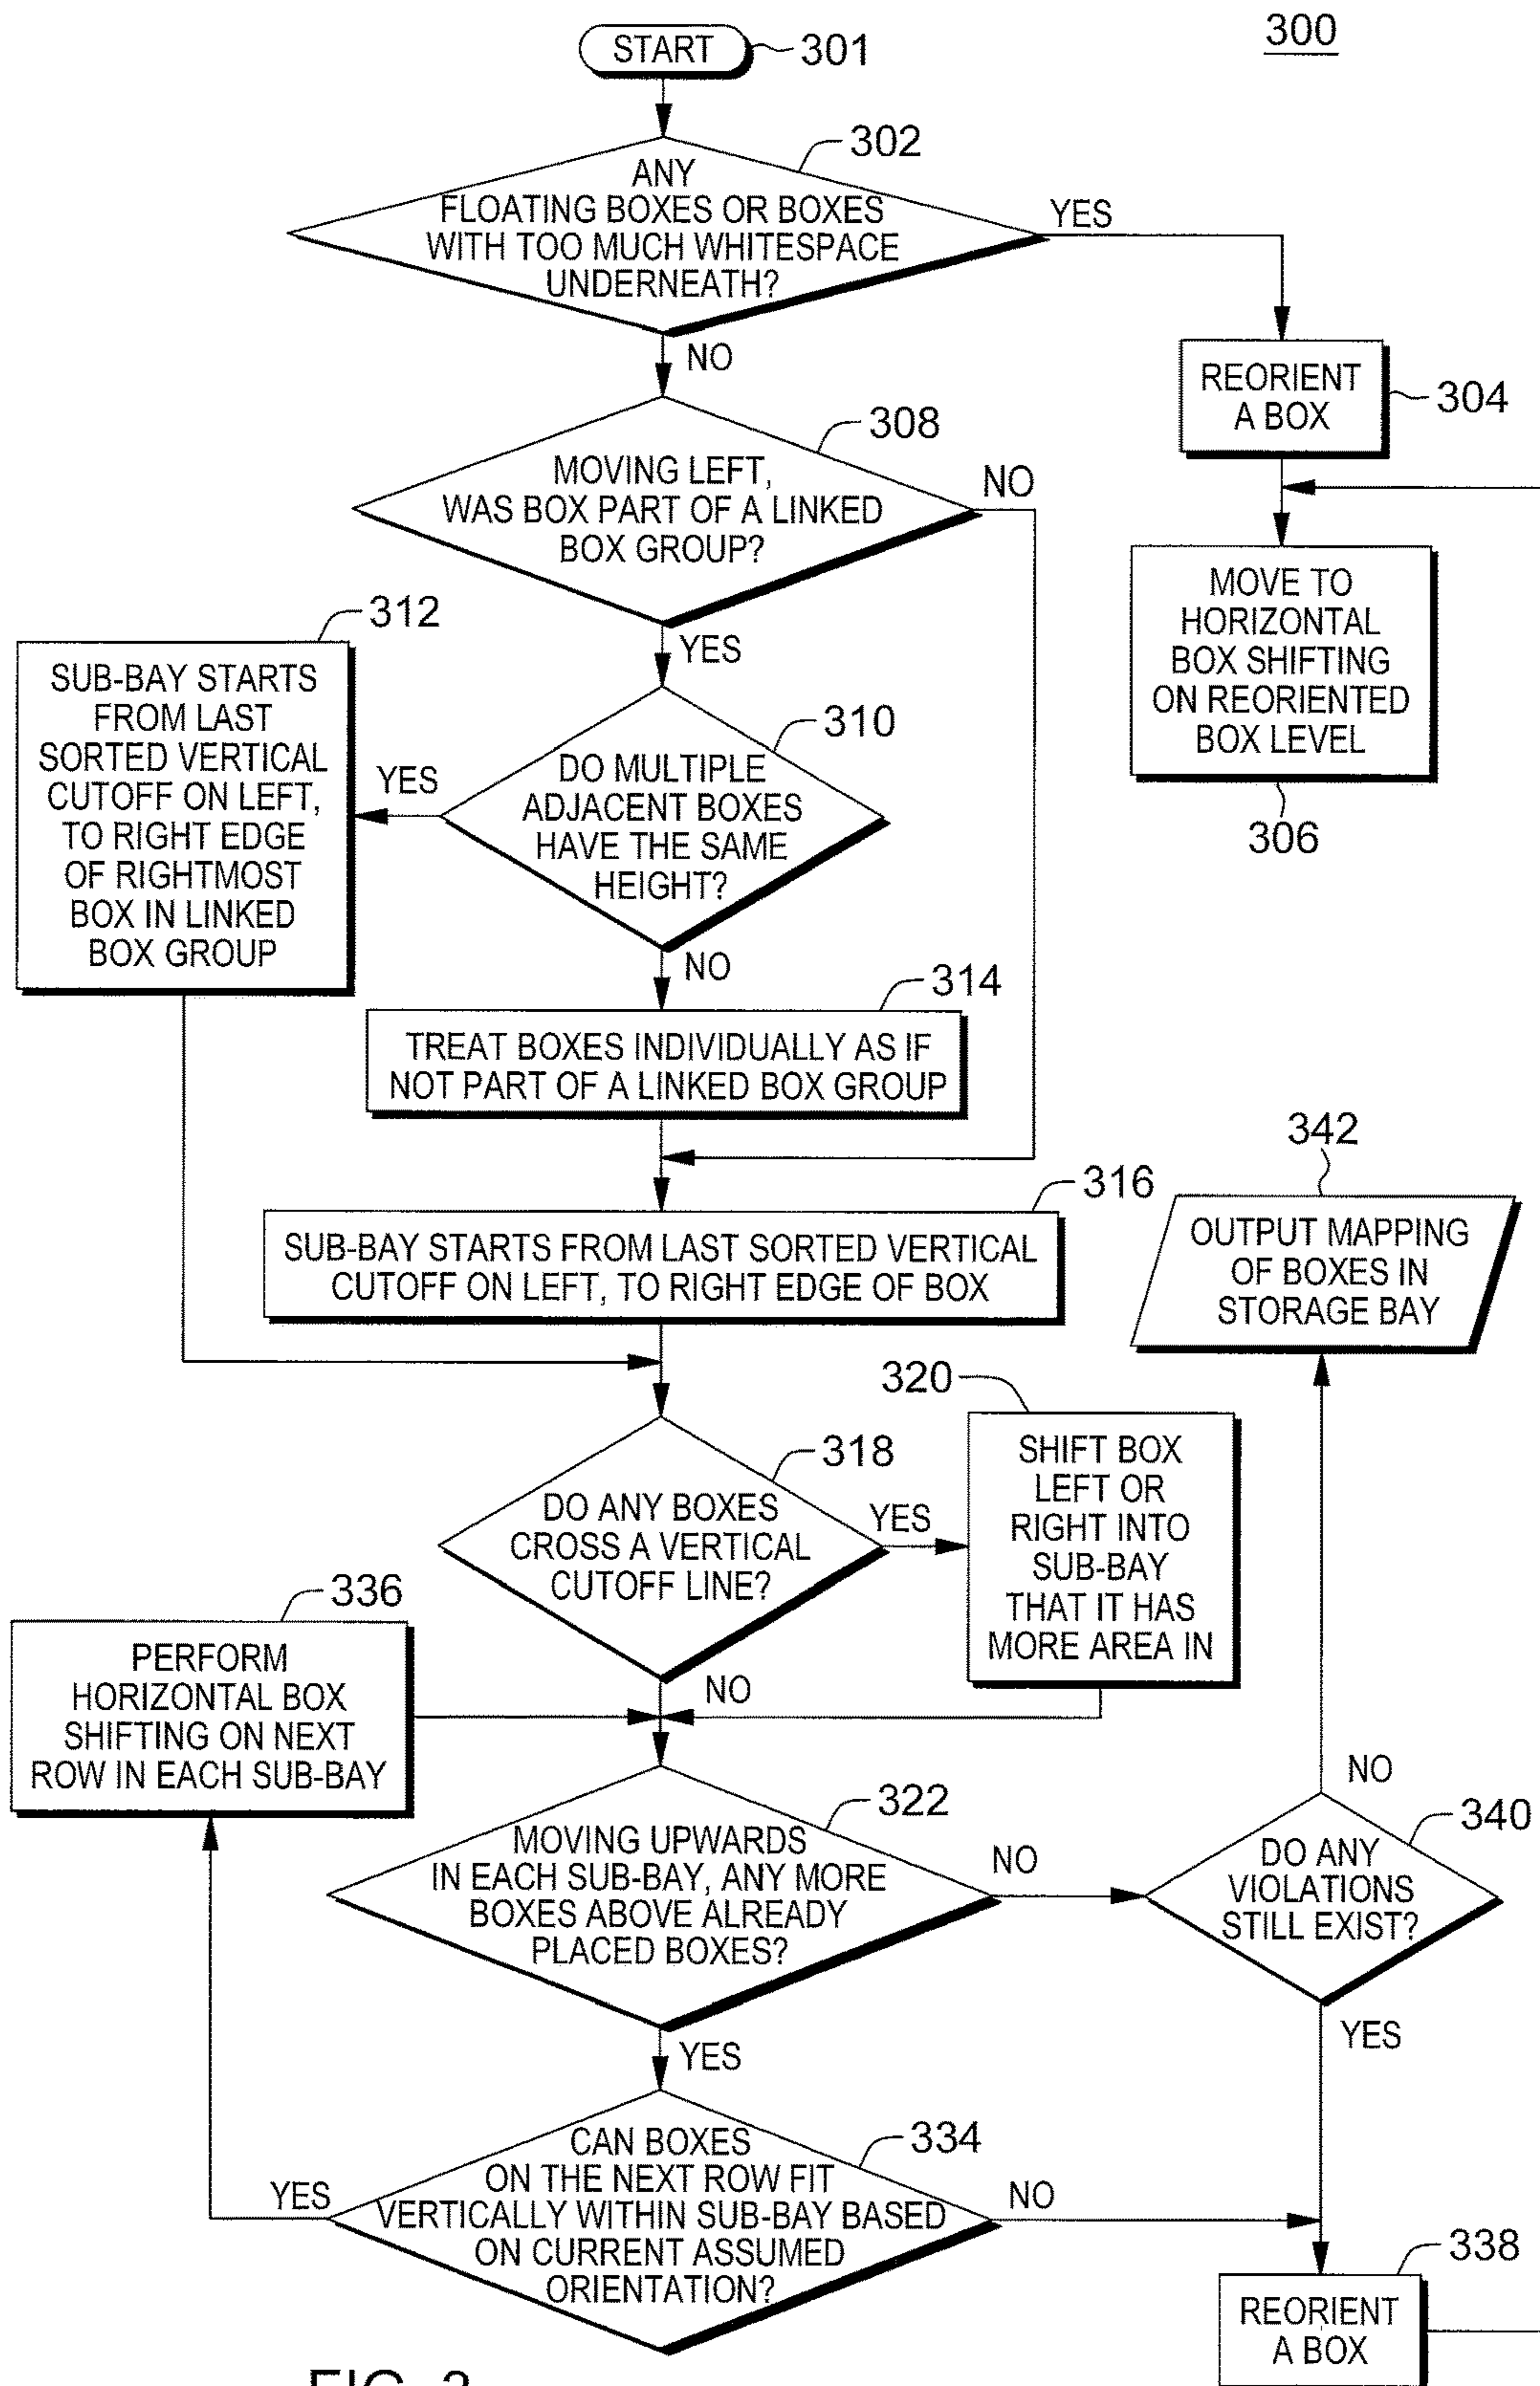 300
START
301
302
ANY
FLOATING BOXES OR BOXES
WITH TOO MUCH WHITESPACE
UNDERNEATH?
YES
NO
REORIENT
A BOX
304
308
MOVING LEFT,
WAS BOX PART OF A LINKED
BOX GROUP?
NO
YES
MOVE TO
HORIZONTAL
BOX SHIFTING
ON REORIENTED
BOX LEVEL
306
312
SUB-BAY STARTS
FROM LAST
SORTED VERTICAL
CUTOFF ON LEFT,
TO RIGHT EDGE
OF RIGHTMOST
BOX IN LINKED
BOX GROUP
310
DO MULTIPLE
ADJACENT BOXES
HAVE THE SAME
HEIGHT?
YES
NO
314
TREAT BOXES INDIVIDUALLY AS IF
NOT PART OF A LINKED BOX GROUP
316
SUB-BAY STARTS FROM LAST SORTED VERTICAL
CUTOFF ON LEFT, TO RIGHT EDGE OF BOX
342
OUTPUT MAPPING
OF BOXES IN
STORAGE BAY
318
DO ANY BOXES
CROSS A VERTICAL
CUTOFF LINE?
YES
NO
320
SHIFT BOX
LEFT OR
RIGHT INTO
SUB-BAY
THAT IT HAS
MORE AREA IN
336
PERFORM
HORIZONTAL BOX
SHIFTING ON NEXT
ROW IN EACH SUB-BAY
322
MOVING UPWARDS
IN EACH SUB-BAY, ANY MORE
BOXES ABOVE ALREADY
PLACED BOXES?
NO
YES
NO
340
DO ANY
VIOLATIONS
STILL EXIST?
YES
334
CAN BOXES
ON THE NEXT ROW FIT
VERTICALLY WITHIN SUB-BAY BASED
ON CURRENT ASSUMED
ORIENTATION?
YES
NO
338
REORIENT
A BOX
FIG. 3